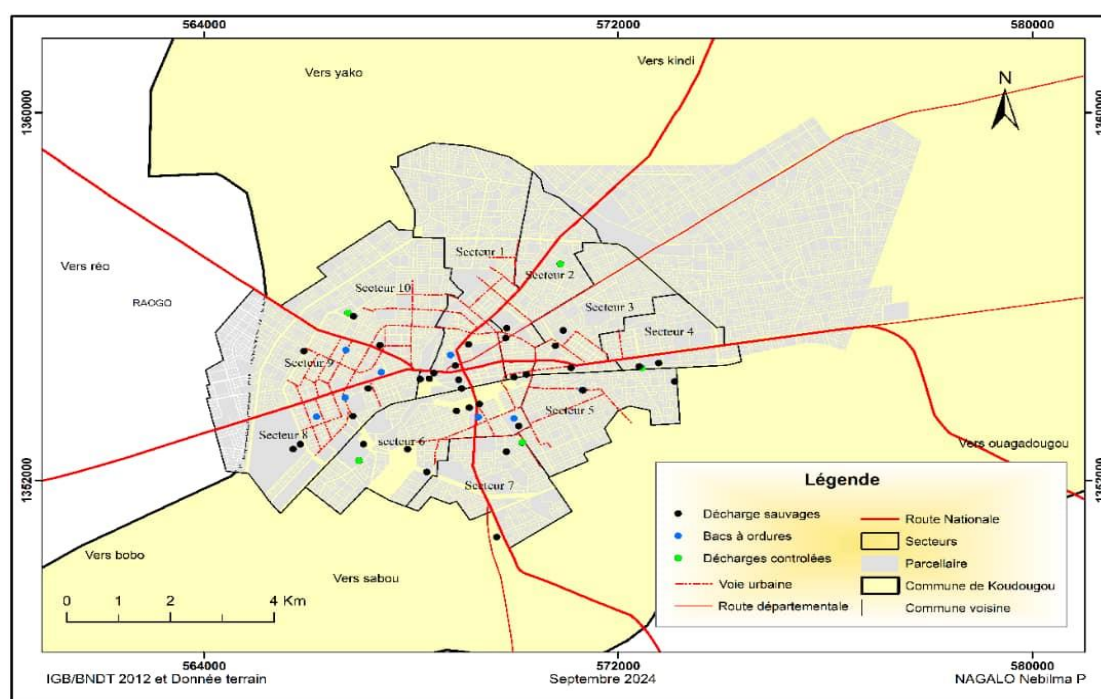 564000 572000 580000
Vers yako
Vers kindi
N
1360000
1360000
Secteur 1
Secteur 2
Vers réo
RAOGO
Secteur 10
Secteur 3
Secteur 4
Secteur 9
Secteur 5
Secteur 8
secteur 6
Vers ouagadougou
Secteur 7
1352000
1352000
Légende
Décharge sauvages
Bacs à ordures
Décharges controlées
Voie urbaine
Route départementale
Route Nationale
Secteurs
Parcellaire
Commune de Koudougou
Commune voisine
Vers bobo
Vers sabou
0 1 2 4 Km
IGB/BNDT 2012 et Donnée terrain
Septembre 2024
NAGALO Nebilma P
564000 572000 580000